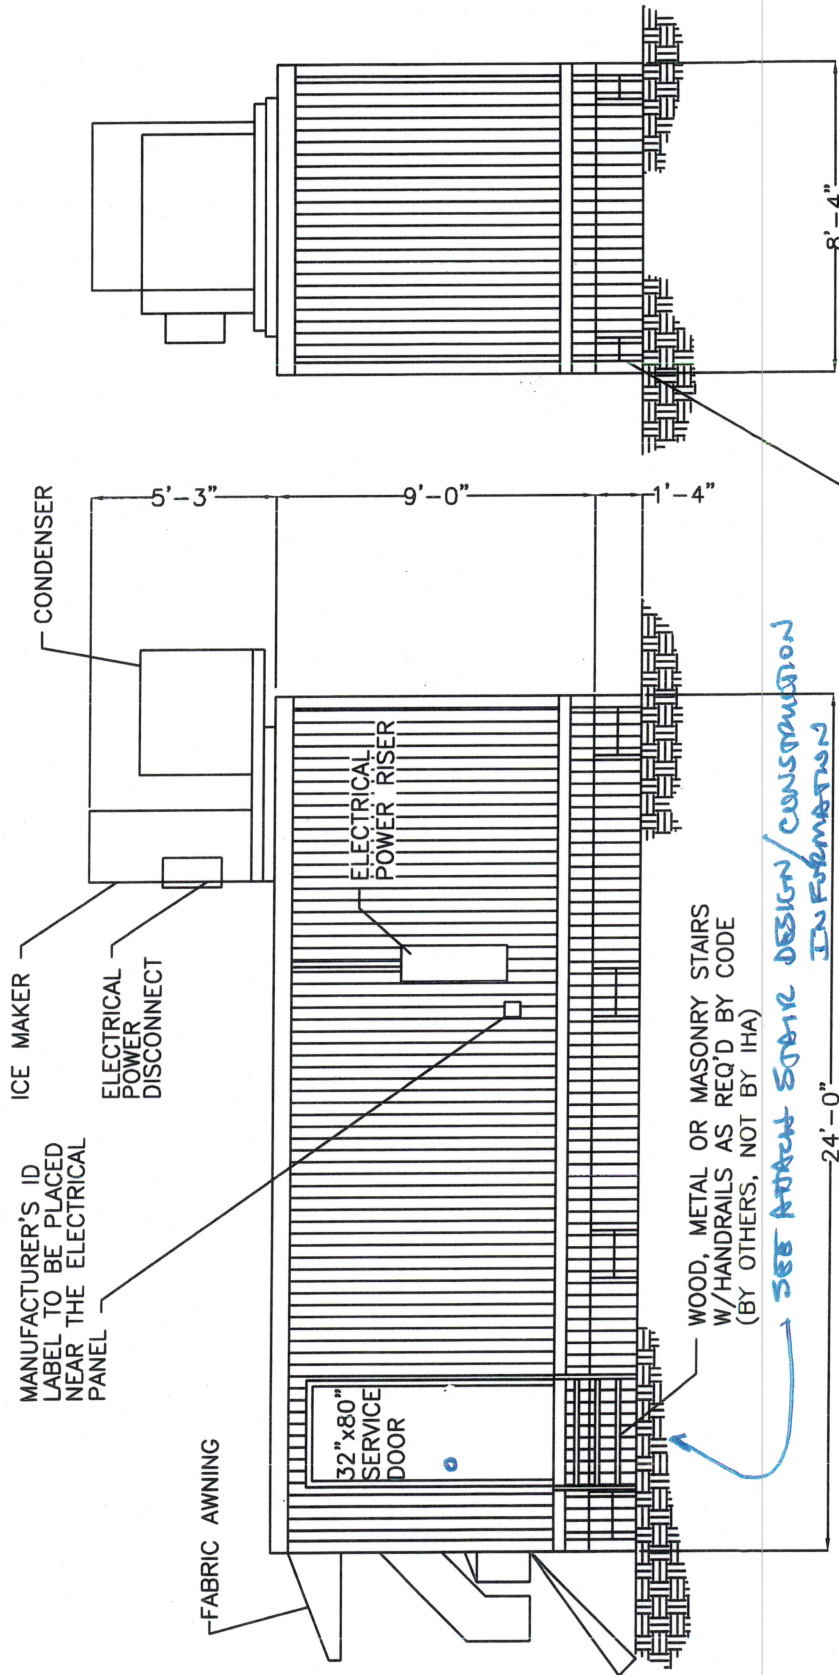 FABRIC AWNING
MANUFACTURER'S ID
LABEL TO BE PLACED
NEAR THE ELECTRICAL
PANEL
ICE MAKER
ELECTRICAL
POWER
DISCONNECT
CONDENSER
32"x80"
SERVICE
DOOR
ELECTRICAL
POWER RISER
5'-3"
9'-0"
1'-4"
WOOD, METAL OR MASONRY STAIRS
W/HANDRAILS AS REQ'D BY CODE
(BY OTHERS, NOT BY IHA)
SEE ATTACH STAIR DESIGN/CONSTRUCTION
INFORMATION
24'-0"
8'-4"